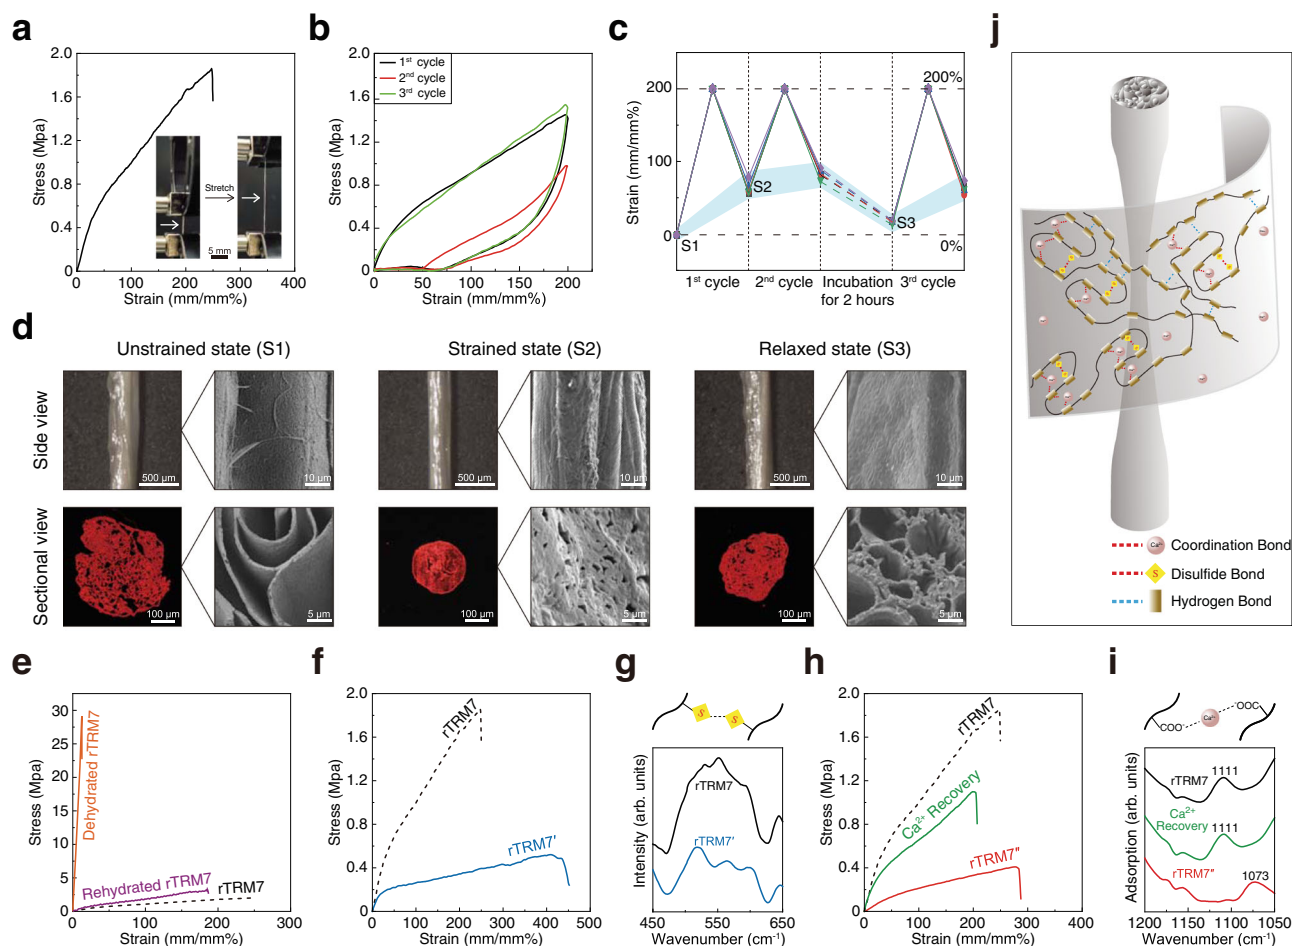 a
2.0
1.6
1.2
0.8
0.4
0
0
100
200
300
400
Stress (Mpa)
Strain (mm/mm%)
Stretch
5 mm
b
2.0
1.6
1.2
0.8
0.4
0
0
50
100
150
200
Stress (Mpa)
Strain (mm/mm%)
1st cycle
2nd cycle
3rd cycle
c
200
100
0
Strain (mm/mm%)
200%
0%
S1
S2
S3
1st cycle
2nd cycle
Incubation
for 2 hours
3rd cycle
j
Ca2+
Coordination Bond
S
Disulfide Bond
Hydrogen Bond
d
Unstrained state (S1)
Strained state (S2)
Relaxed state (S3)
Side view
500 µm
10 µm
500 µm
10 µm
500 µm
10 µm
Sectional view
100 µm
5 µm
100 µm
5 µm
100 µm
5 µm
e
30
25
20
15
10
5
0
0
100
200
300
Stress (Mpa)
Strain (mm/mm%)
Dehydrated rTRM7
Rehydrated rTRM7
rTRM7
f
2.0
1.6
1.2
0.8
0.4
0
0
100
200
300
400
500
Stress (Mpa)
Strain (mm/mm%)
rTRM7
rTRM7′
g
S
S
rTRM7
rTRM7′
Intensity (arb. units)
450
550
650
Wavenumber (cm-1)
h
2.0
1.6
1.2
0.8
0.4
0
0
100
200
300
400
Stress (Mpa)
Strain (mm/mm%)
rTRM7
Ca2+ Recovery
rTRM7″
i
COO-
Ca2+
-OOC
rTRM7
1111
Ca2+
Recovery
1111
rTRM7″
1073
Adsorption (arb. units)
1200
1150
1100
1050
Wavenumber (cm-1)